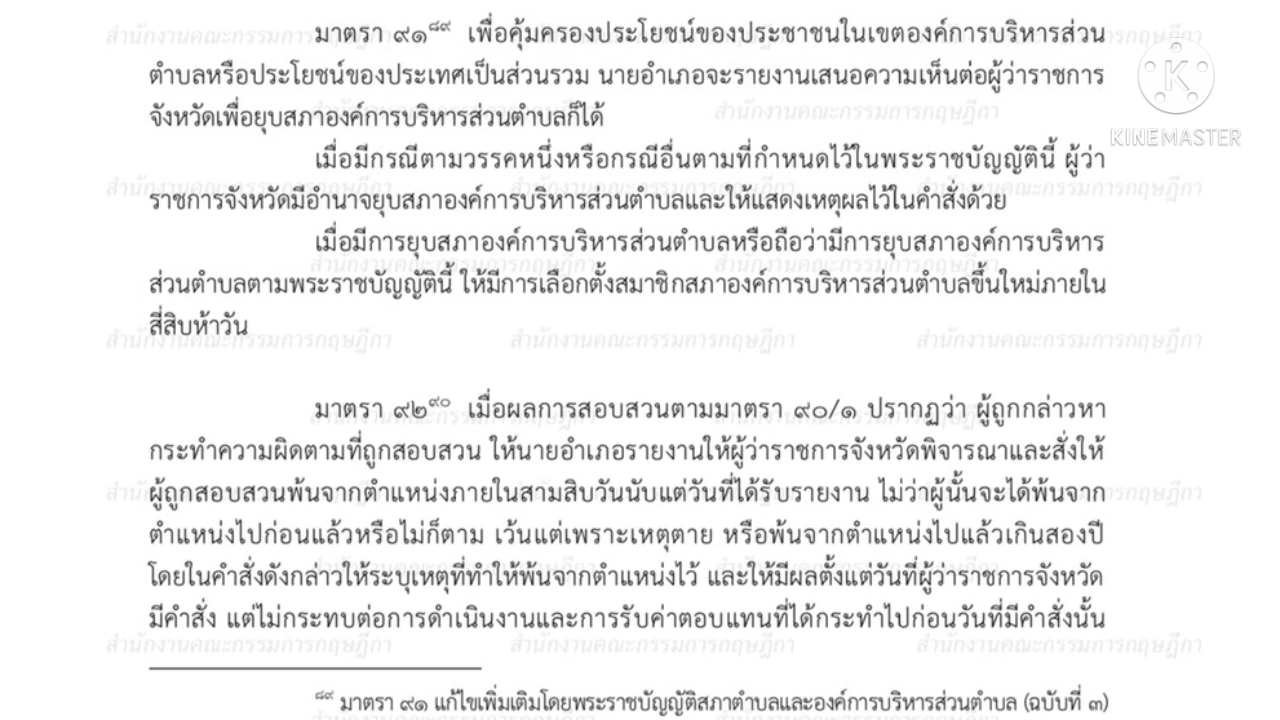 มาตรา ๙๑๘๙ เพื่อคุ้มครองประโยชน์ของประชาชนในเขตองค์การบริหารส่วน
ตำบลหรือประโยชน์ของประเทศเป็นส่วนรวม นายอำเภอจะรายงานเสนอความเห็นต่อผู้ว่าราชการ
จังหวัดเพื่อยุบสภาองค์การบริหารส่วนตำบลก็ได้
เมื่อมีกรณีตามวรรคหนึ่งหรือกรณีอื่นตามที่กำหนดไว้ในพระราชบัญญัตินี้ ผู้ว่า
ราชการจังหวัดมีอำนาจยุบสภาองค์การบริหารส่วนตำบลและให้แสดงเหตุผลไว้ในคำสั่งด้วย
เมื่อมีการยุบสภาองค์การบริหารส่วนตำบลหรือถือว่ามีการยุบสภาองค์การบริหาร
ส่วนตำบลตามพระราชบัญญัตินี้ ให้มีการเลือกตั้งสมาชิกสภาองค์การบริหารส่วนตำบลขึ้นใหม่ภายใน
สี่สิบห้าวัน
มาตรา ๙๒๙๐ เมื่อผลการสอบสวนตามมาตรา ๙๐/๑ ปรากฏว่า ผู้ถูกกล่าวหา
กระทำความผิดตามที่ถูกสอบสวน ให้นายอำเภอรายงานให้ผู้ว่าราชการจังหวัดพิจารณาและสั่งให้
ผู้ถูกสอบสวนพ้นจากตำแหน่งภายในสามสิบวันนับแต่วันที่ได้รับรายงาน ไม่ว่าผู้นั้นจะได้พ้นจาก
ตำแหน่งไปก่อนแล้วหรือไม่ก็ตาม เว้นแต่เพราะเหตุตาย หรือพ้นจากตำแหน่งไปแล้วเกินสองปี
โดยในคำสั่งดังกล่าวให้ระบุเหตุที่ทำให้พ้นจากตำแหน่งไว้ และให้มีผลตั้งแต่วันที่ผู้ว่าราชการจังหวัด
มีคำสั่ง แต่ไม่กระทบต่อการดำเนินงานและการรับค่าตอบแทนที่ได้กระทำไปก่อนวันที่มีคำสั่งนั้น
๘๙ มาตรา ๙๑ แก้ไขเพิ่มเติมโดยพระราชบัญญัติสภาตำบลและองค์การบริหารส่วนตำบล (ฉบับที่ ๓)
K
KINEMASTER
สำนักงานคณะกรรมการกฤษฎีกา